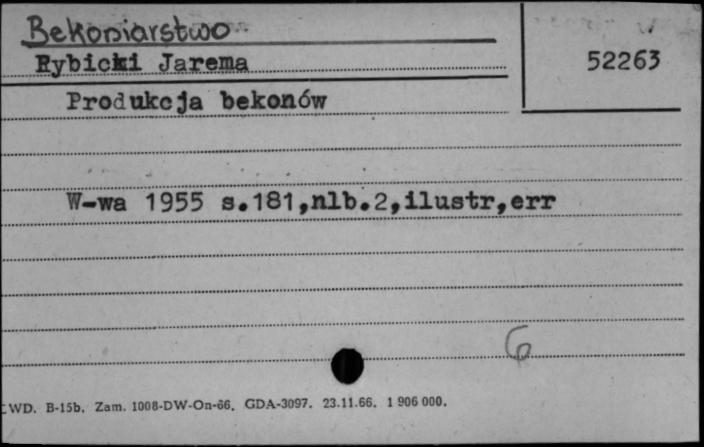 Bekoniarstwo
Rybicki Jarema
52263
Produkcja bekonów
W-wa 1955 s.181,nlb.2,ilustr,err
6
WD. B-15b. Zam. 1008-DW-On-66. GDA-3097. 23.11.66. 1 906 000.